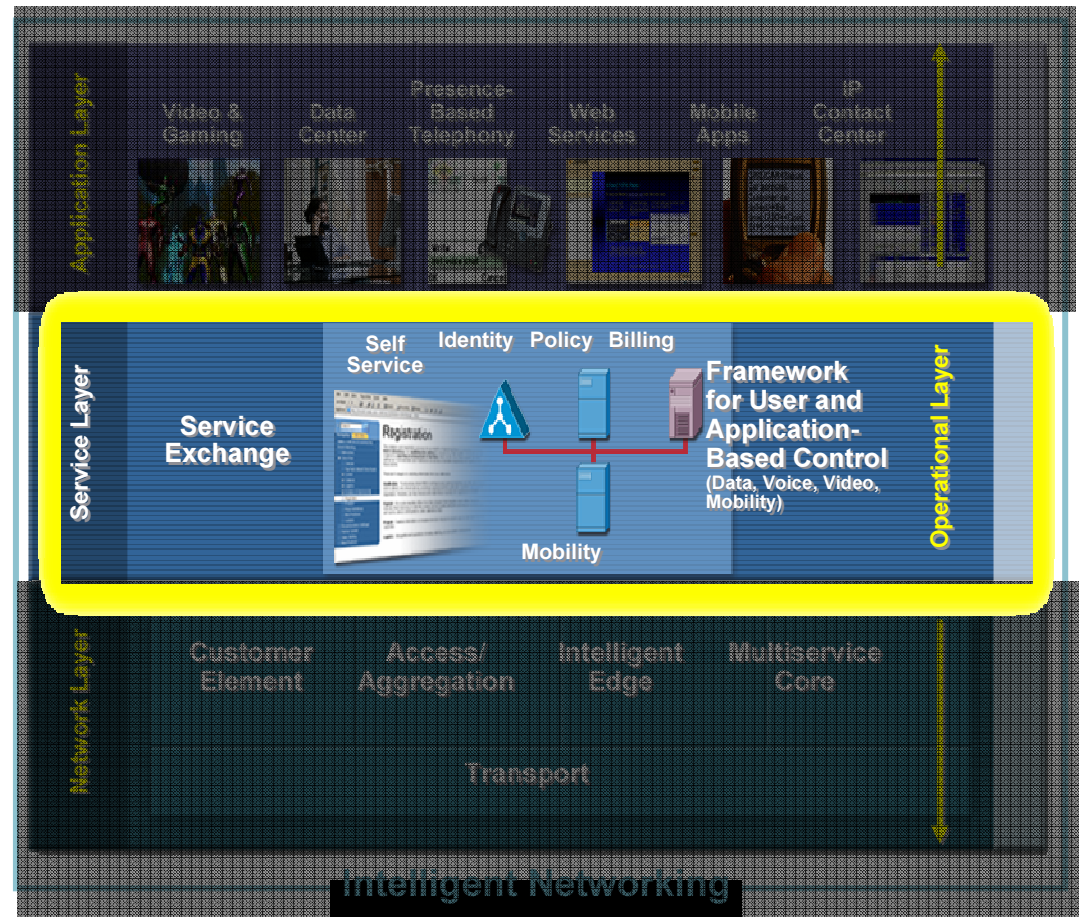 Application Layer
Presence-
Video &
Data
Based
Web
Mobile
IP
Contact
Gaming
Center
Telephony
Services
Apps
Center
Service Layer
Service
Exchange
Self
Service
Identity
Policy
Billing
Registration
Mobility
Framework
for User and
Application-
Based Control
(Data, Voice, Video,
Mobility)
Operational Layer
Network Layer
Customer
Element
Access/
Aggregation
Intelligent
Edge
Multiservice
Core
Transport
Intelligent Networking